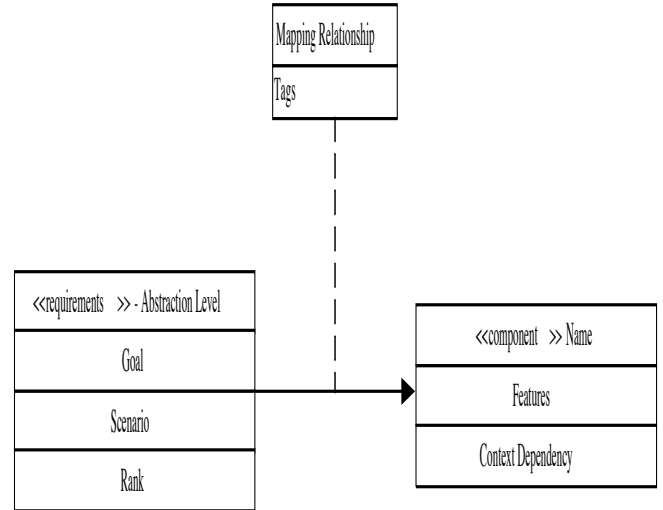 Mapping Relationship
Tags
<<requirements >> - Abstraction Level
Goal
Scenario
Rank
<<component >> Name
Features
Context Dependency